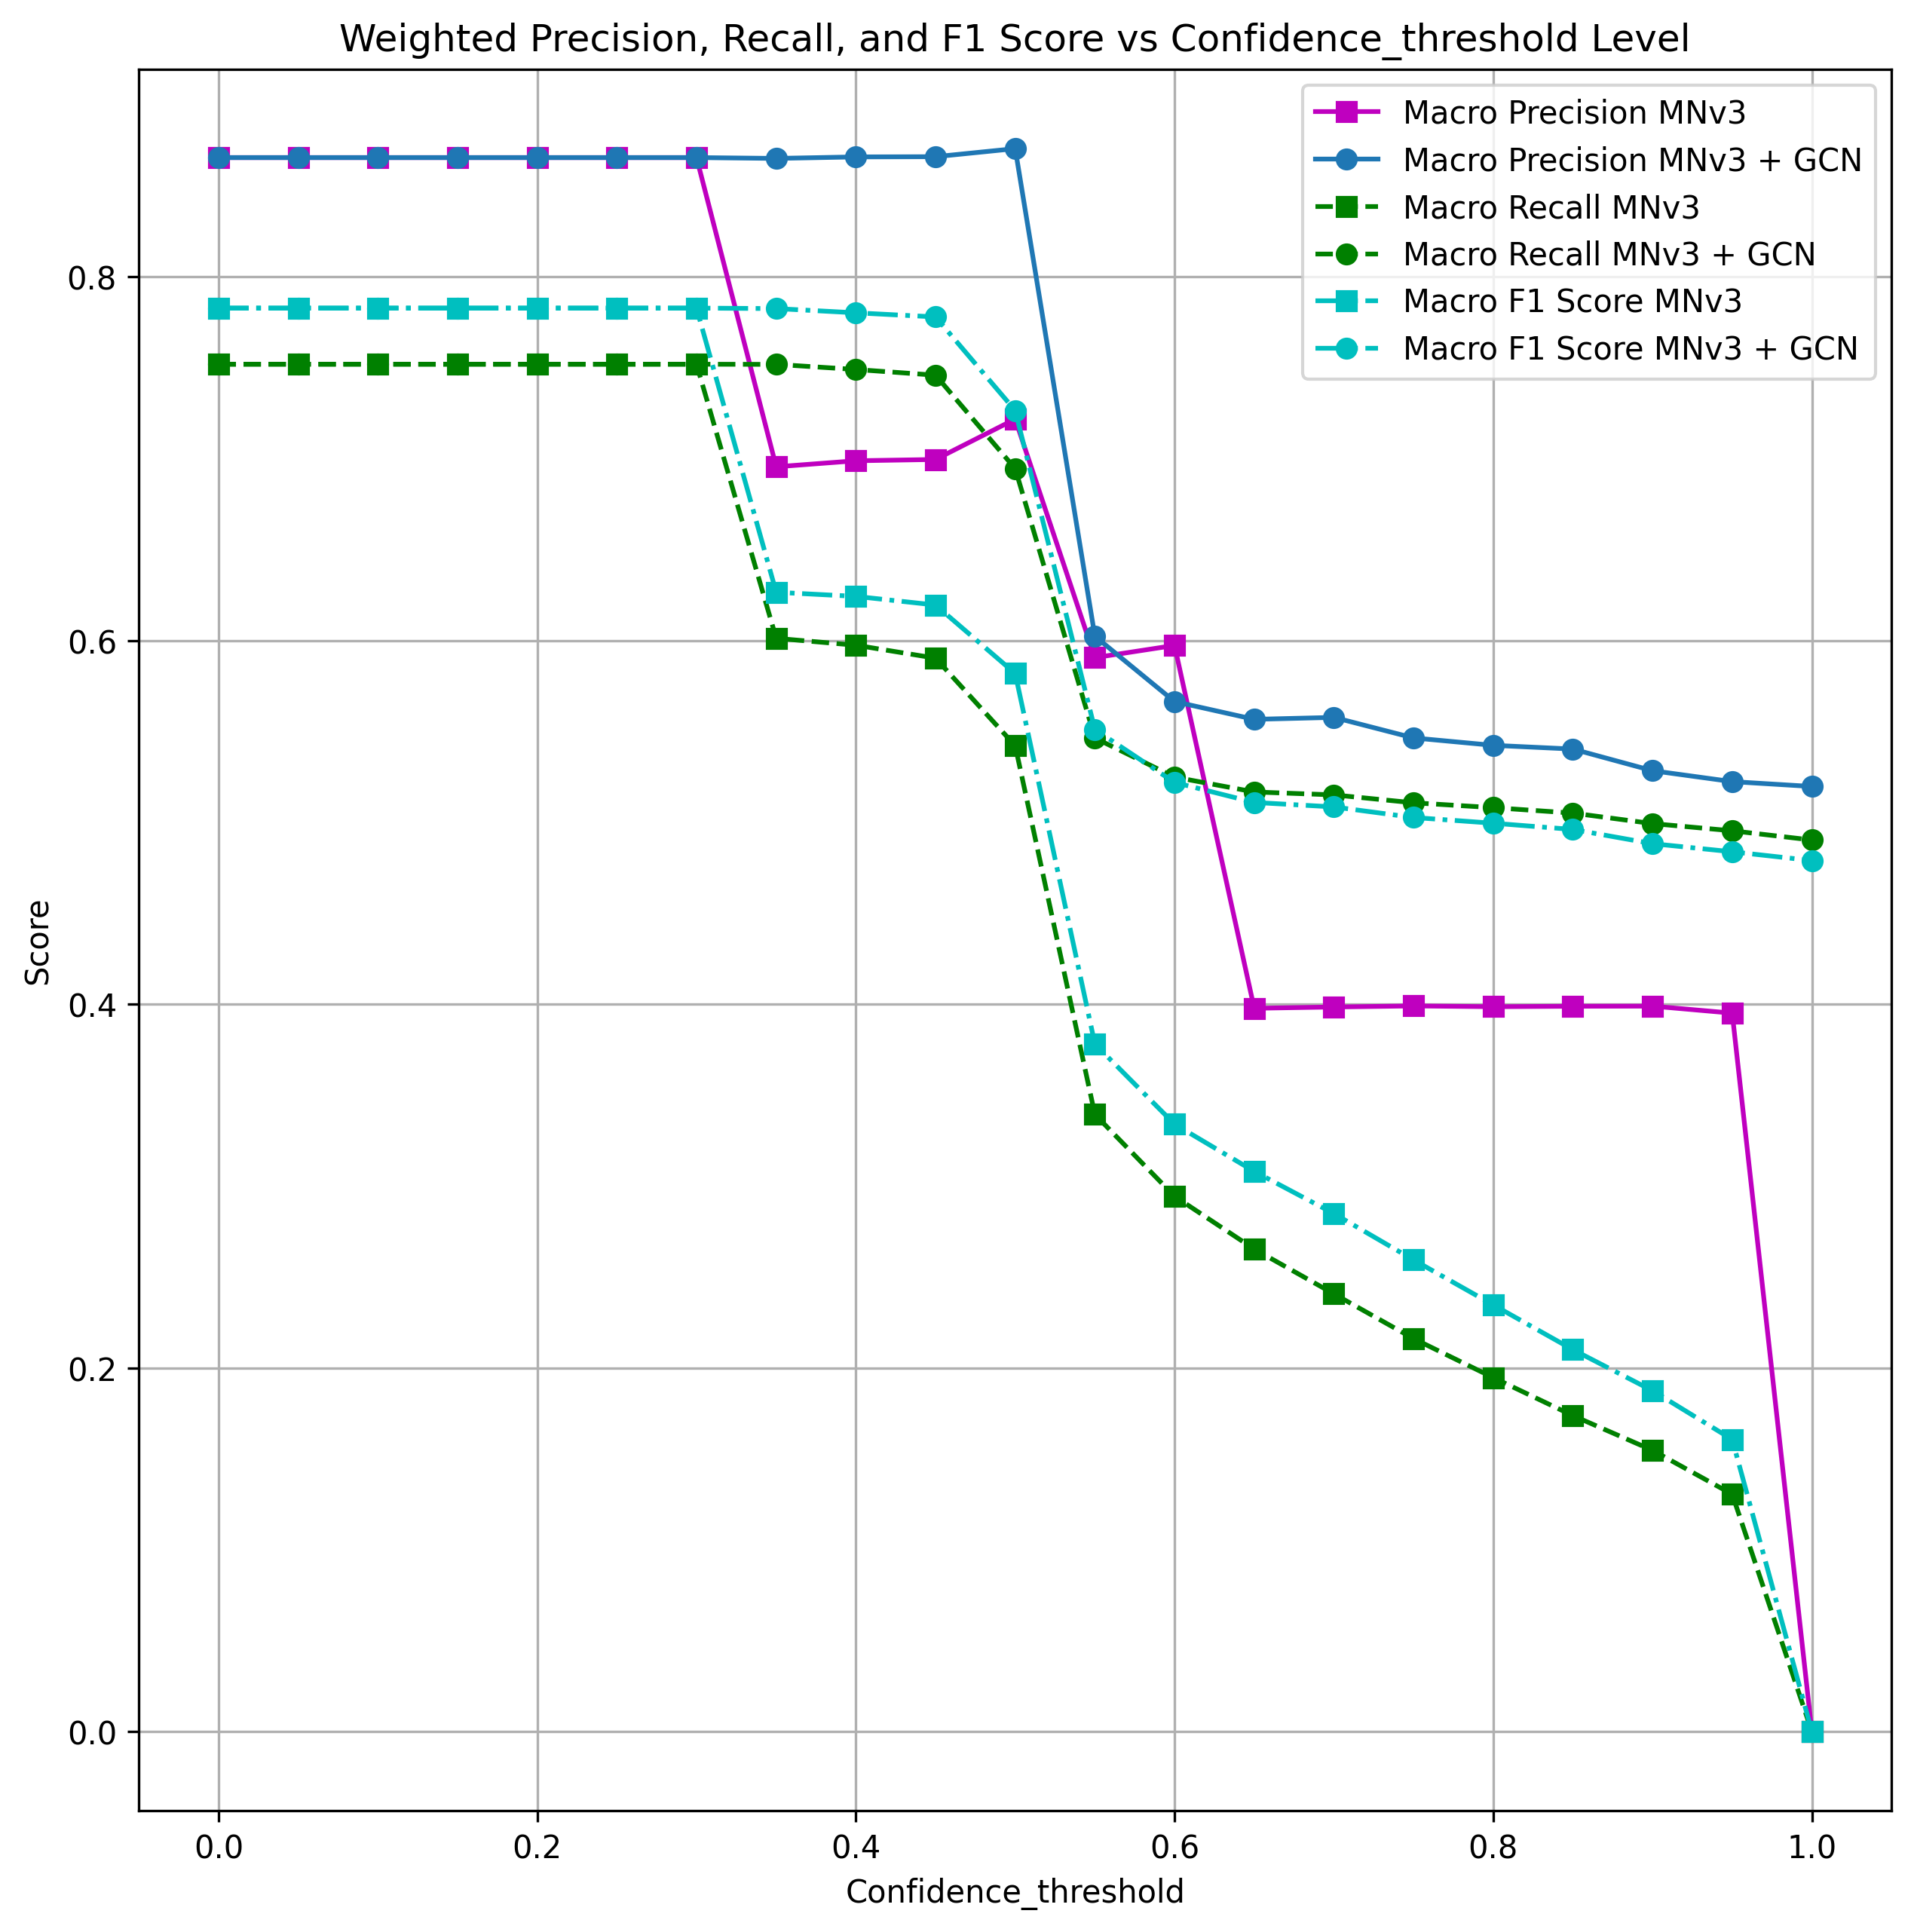 Weighted Precision, Recall, and F1 Score vs Confidence_threshold Level
Macro Precision MNv3
Macro Precision MNv3 + GCN
Macro Recall MNv3
Macro Recall MNv3 + GCN
Macro F1 Score MNv3
Macro F1 Score MNv3 + GCN
Score
0.8
0.6
0.4
0.2
0.0
0.0 0.2 0.4 0.6 0.8 1.0
Confidence_threshold